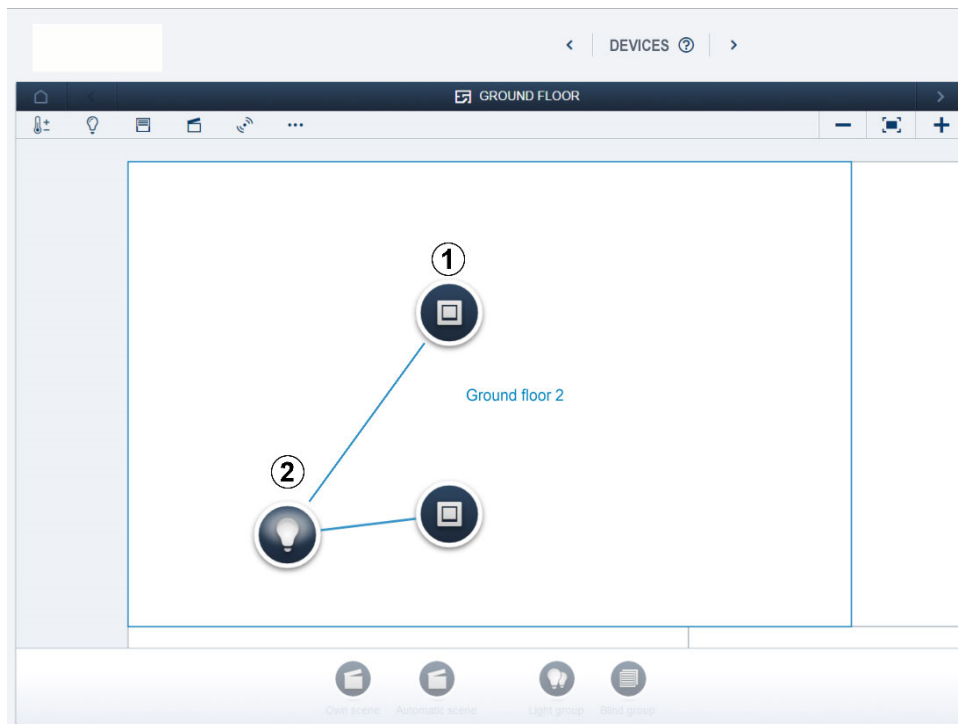 DEVICES ?
GROUND FLOOR
1
Ground floor 2
2
Own scene Automatic scene Light group Blind group